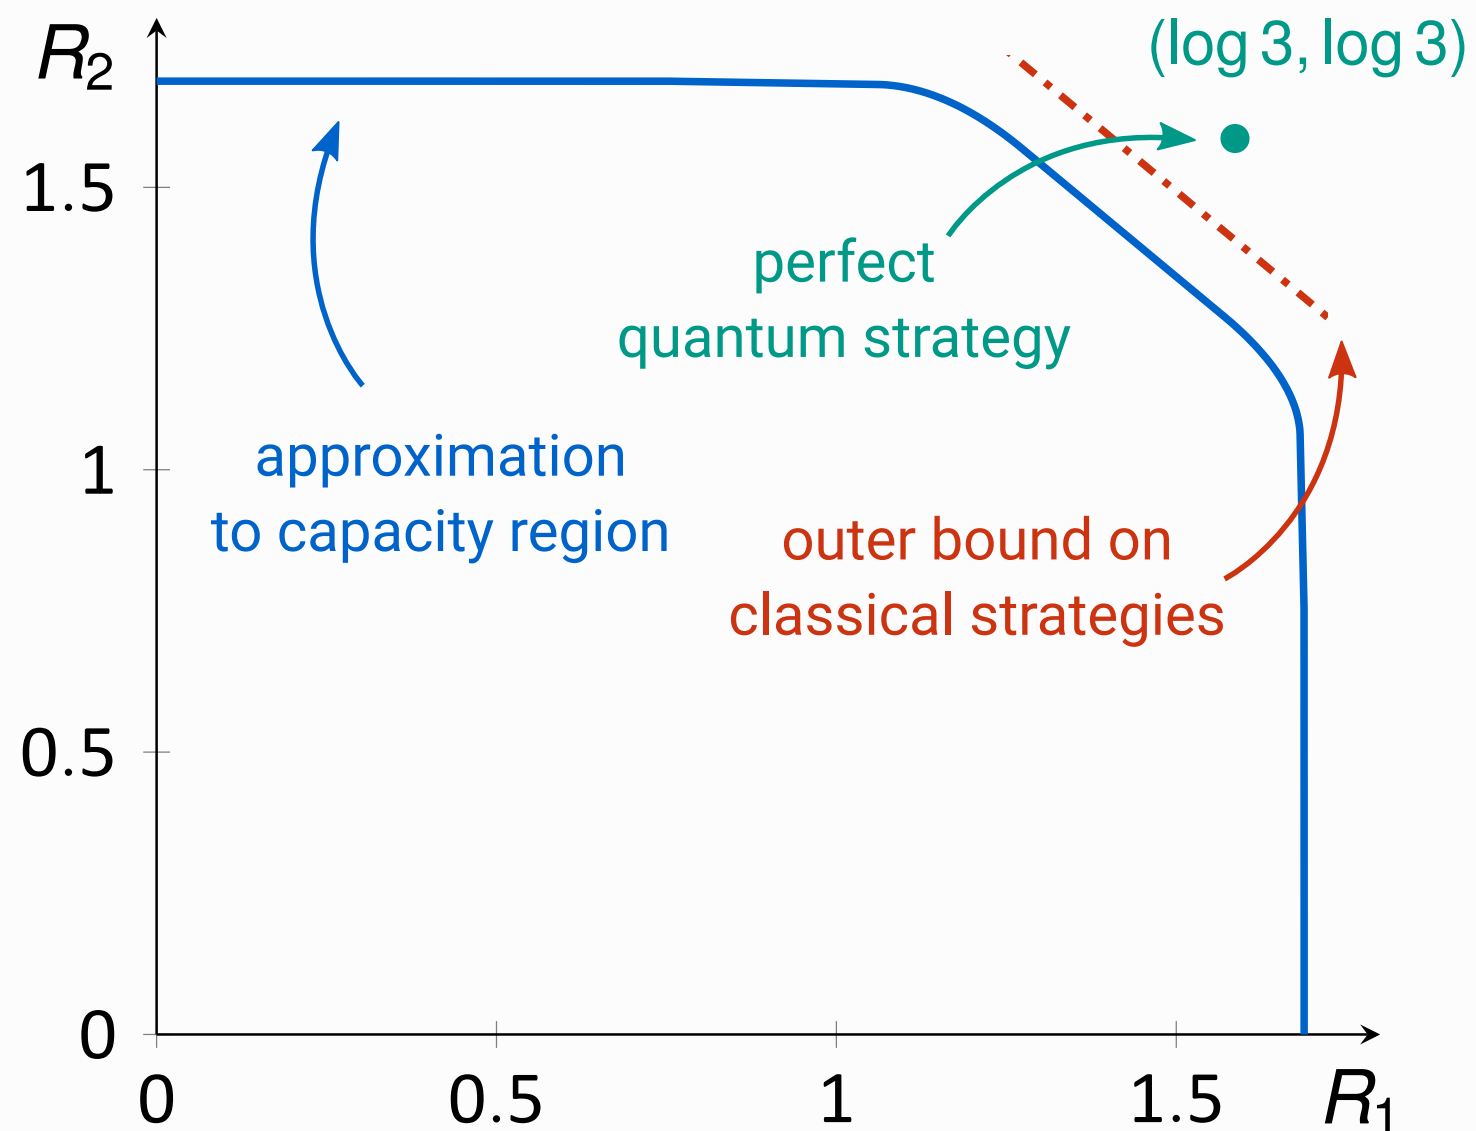 R₂
(log 3, log 3)
1.5
perfect
quantum strategy
1
approximation
to capacity region
outer bound on
classical strategies
0.5
0
0
0.5
1
1.5
R₁